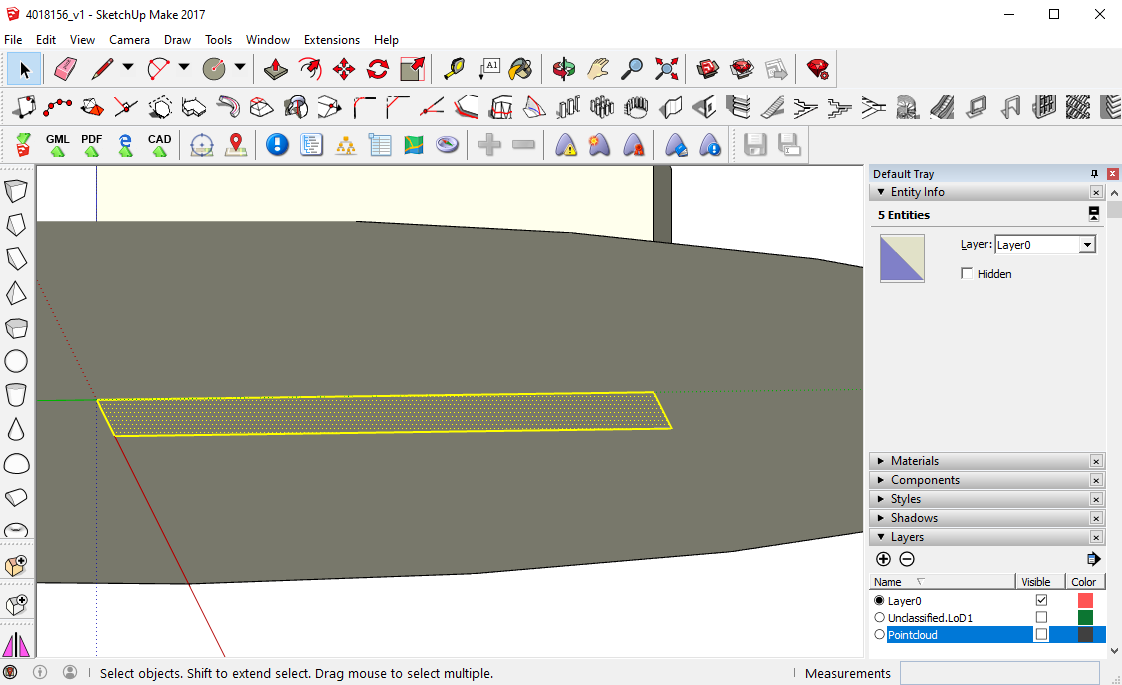 4018156_v1 - SketchUp Make 2017
File Edit View Camera Draw Tools Window Extensions Help
A1
GML PDF CAD
Default Tray
Entity Info
5 Entities
Layer: Layer0
Hidden
Materials
Components
Styles
Shadows
Layers
Name Visible Color
Layer0
Unclassified.LoD1
Pointcloud
Select objects. Shift to extend select. Drag mouse to select multiple.
Measurements